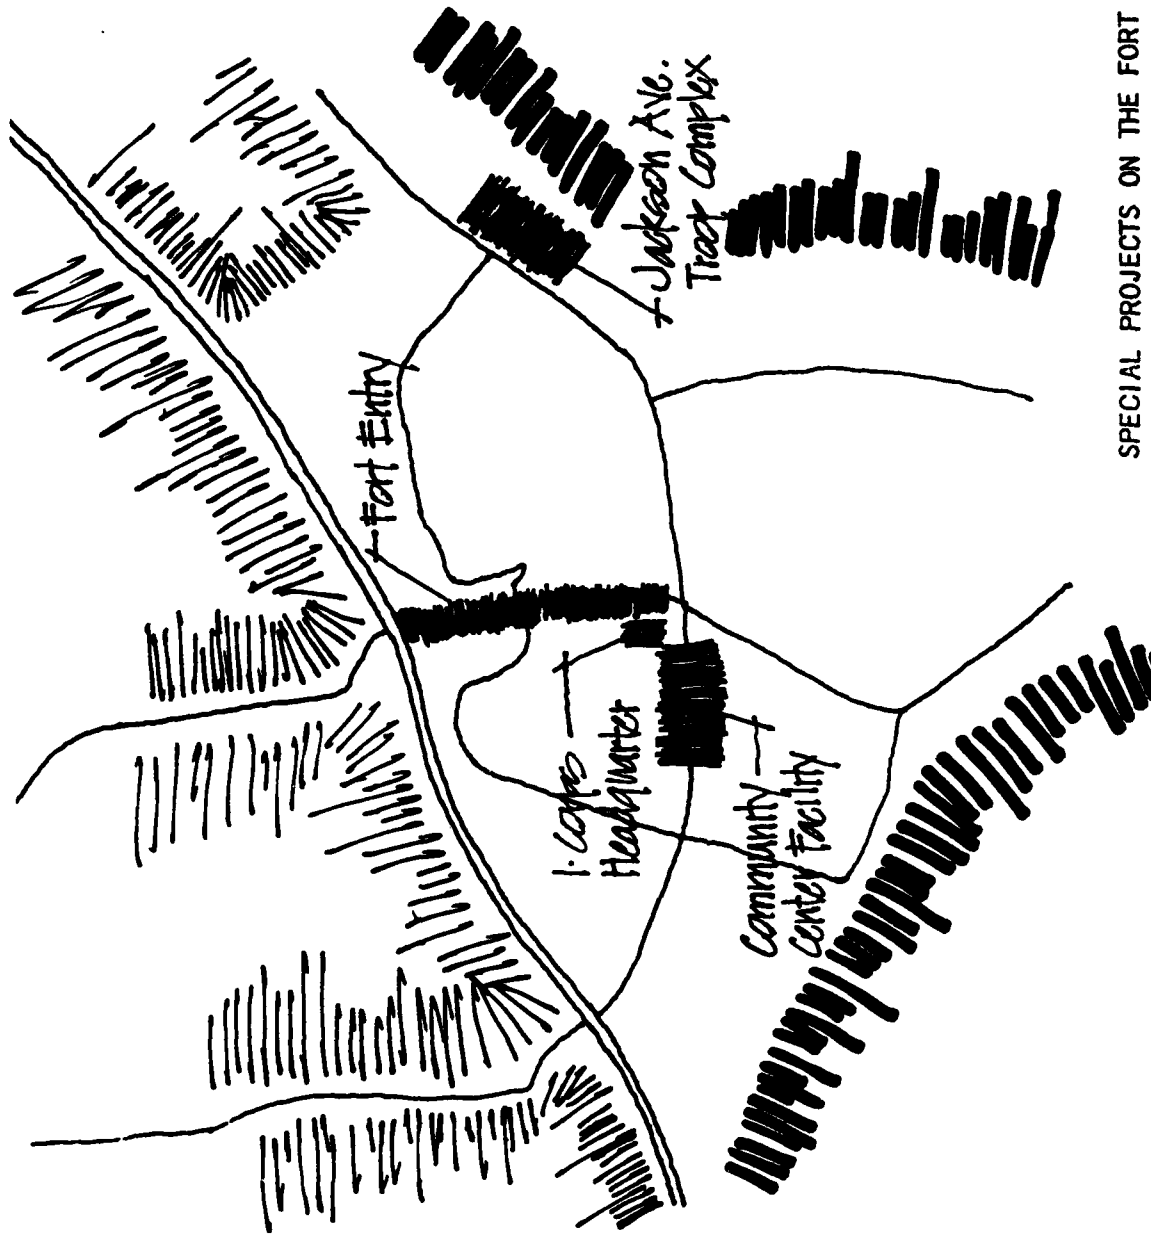 Fort Entry
Jackson Ave.
Tract Complex
I-Corps
Headquarter
Community
Center Facility
SPECIAL PROJECTS ON THE FORT